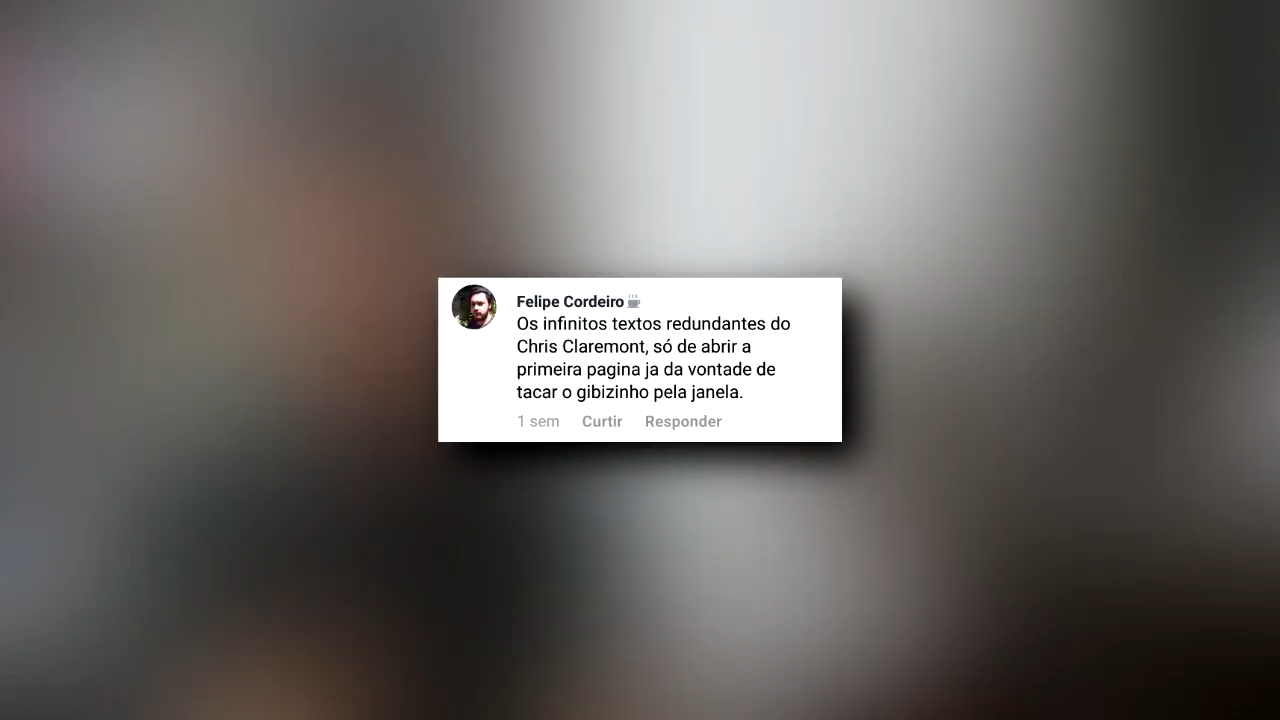 Felipe Cordeiro
Os infinitos textos redundantes do
Chris Claremont, só de abrir a
primeira pagina ja da vontade de
tacar o gibizinho pela janela.
1 sem Curtir Responder